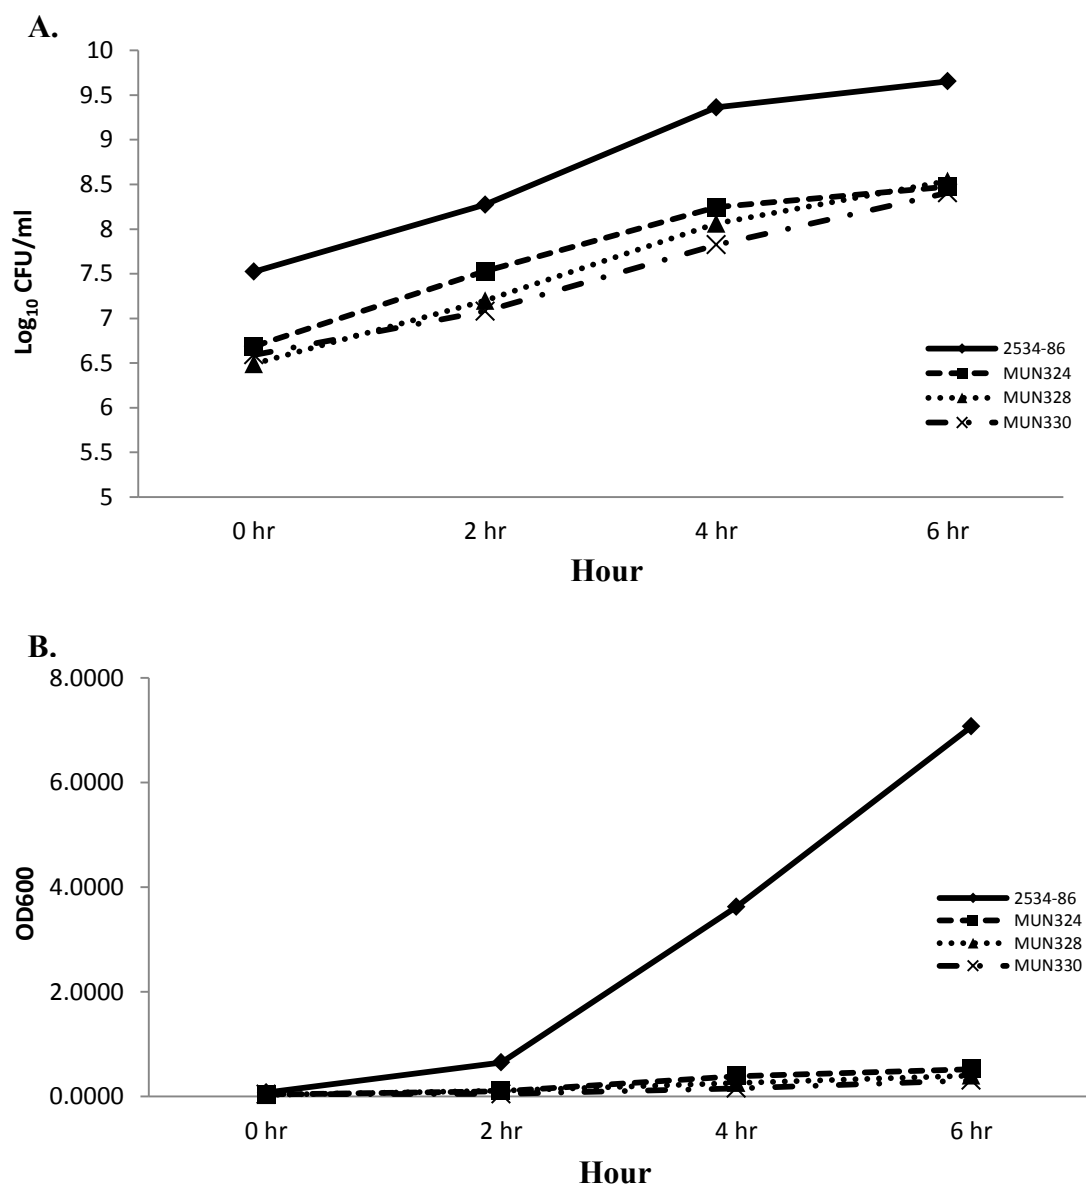 A.
10
9.5
9
8.5
8
7.5
7
6.5
6
5.5
5
Log10 CFU/ml
2534-86
MUN324
MUN328
MUN330
0 hr 2 hr 4 hr 6 hr
Hour
B.
8.0000
6.0000
4.0000
2.0000
0.0000
OD600
2534-86
MUN324
MUN328
MUN330
0 hr 2 hr 4 hr 6 hr
Hour